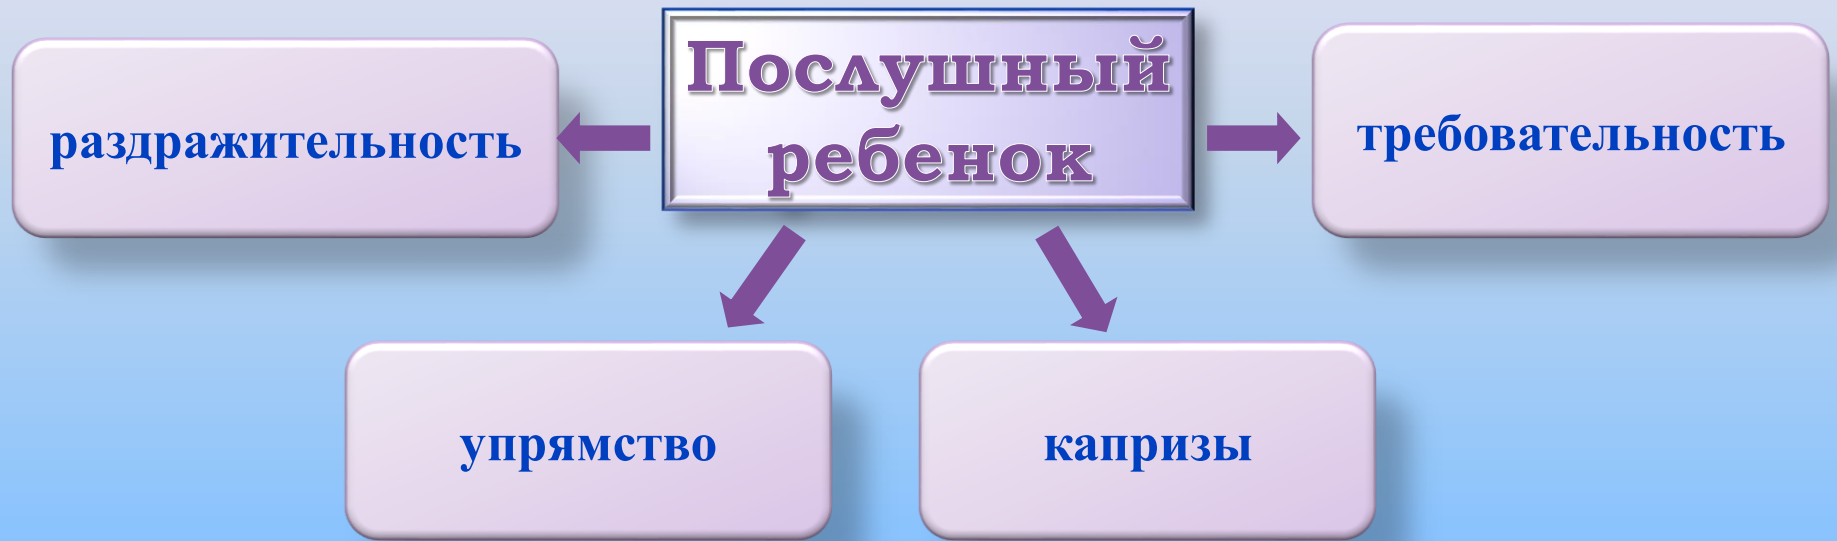 Послушный
ребенок
раздражительность
требовательность
упрямство
капризы